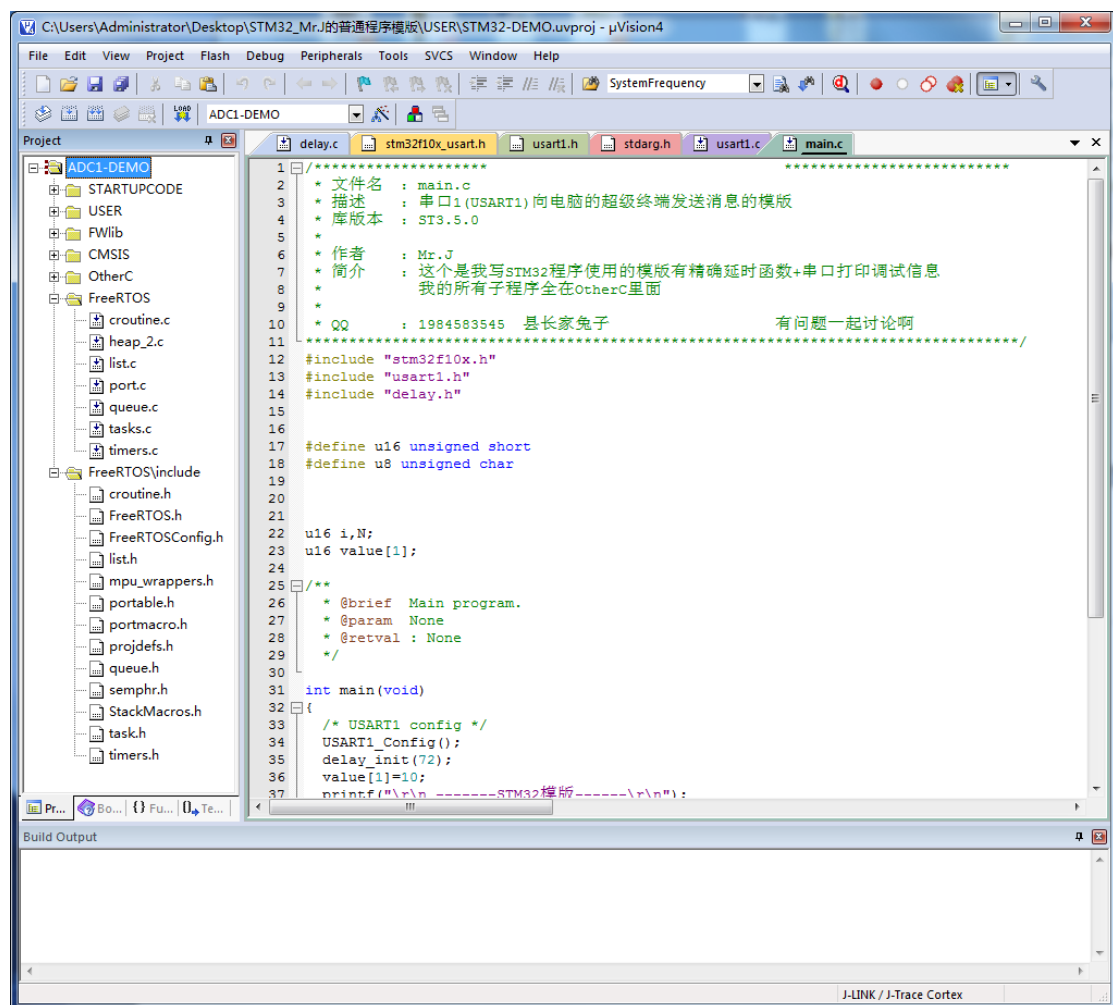 C:\Users\Administrator\Desktop\STM32_Mr.J的普通程序模版\USER\STM32-DEMO.uvproj - µVision4
File Edit View Project Flash Debug Peripherals Tools SVCS Window Help
SystemFrequency
LOAD ADC1-DEMO
Project
delay.c stm32f10x_usart.h usart1.h stdarg.h usart1.c main.c
ADC1-DEMO
STARTUPCODE
USER
FWlib
CMSIS
OtherC
FreeRTOS
croutine.c
heap_2.c
list.c
port.c
queue.c
tasks.c
timers.c
FreeRTOS\include
croutine.h
FreeRTOS.h
FreeRTOSConfig.h
list.h
mpu_wrappers.h
portable.h
portmacro.h
projdefs.h
queue.h
semphr.h
StackMacros.h
task.h
timers.h
Pr... Bo... {} Fu... Te...
1 /******************** **************************
2 * 文件名 : main.c
3 * 描述 : 串口1(USART1)向电脑的超级终端发送消息的模版
4 * 库版本 : ST3.5.0
5 *
6 * 作者 : Mr.J
7 * 简介 : 这个是我写STM32程序使用的模版有精确延时函数+串口打印调试信息
8 * 我的所有子程序全在OtherC里面
9 *
10 * QQ : 1984583545 县长家兔子 有问题一起讨论啊
11 **********************************************************************************/
12 #include "stm32f10x.h"
13 #include "usart1.h"
14 #include "delay.h"
15
16
17 #define u16 unsigned short
18 #define u8 unsigned char
19
20
21
22 u16 i,N;
23 u16 value[1];
24
25 /**
26 * @brief Main program.
27 * @param None
28 * @retval : None
29 */
30
31 int main(void)
32 {
33 /* USART1 config */
34 USART1_Config();
35 delay_init(72);
36 value[1]=10;
37 printf("\r\n -------STM32模版------\r\n");
Build Output
J-LINK / J-Trace Cortex